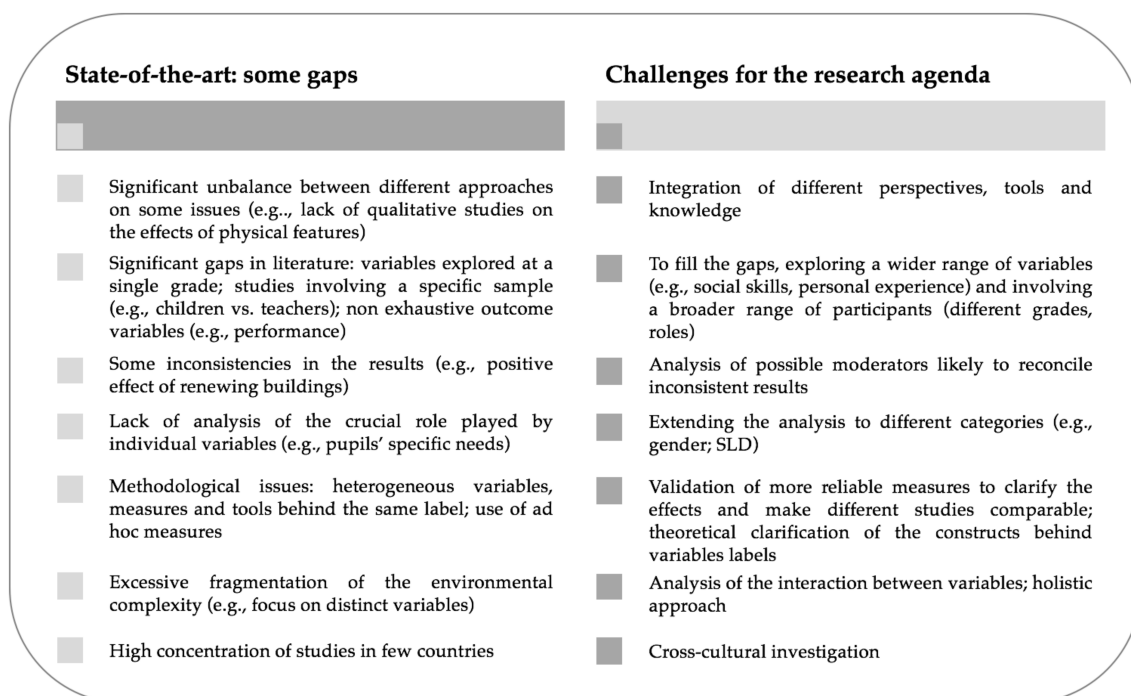 State-of-the-art: some gaps
Significant unbalance between different approaches
on some issues (e.g.., lack of qualitative studies on
the effects of physical features)
Significant gaps in literature: variables explored at a
single grade; studies involving a specific sample
(e.g., children vs. teachers); non exhaustive outcome
variables (e.g., performance)
Some inconsistencies in the results (e.g., positive
effect of renewing buildings)
Lack of analysis of the crucial role played by
individual variables (e.g., pupils’ specific needs)
Methodological issues: heterogeneous variables,
measures and tools behind the same label; use of ad
hoc measures
Excessive fragmentation of the environmental
complexity (e.g., focus on distinct variables)
High concentration of studies in few countries
Challenges for the research agenda
Integration of different perspectives, tools and
knowledge
To fill the gaps, exploring a wider range of variables
(e.g., social skills, personal experience) and involving
a broader range of participants (different grades,
roles)
Analysis of possible moderators likely to reconcile
inconsistent results
Extending the analysis to different categories (e.g.,
gender; SLD)
Validation of more reliable measures to clarify the
effects and make different studies comparable;
theoretical clarification of the constructs behind
variables labels
Analysis of the interaction between variables; holistic
approach
Cross-cultural investigation